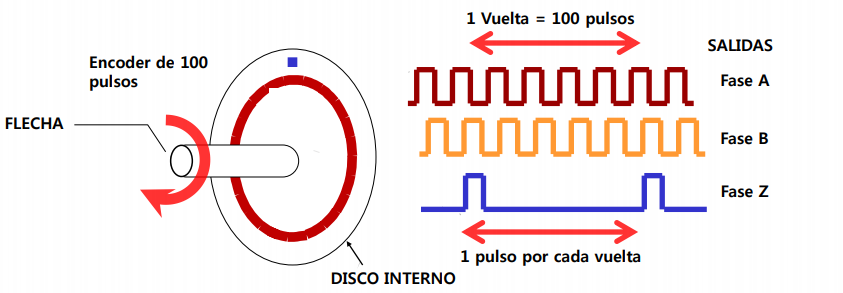 1 Vuelta = 100 pulsos
SALIDAS
Encoder de 100
pulsos
Fase A
FLECHA
Fase B
Fase Z
1 pulso por cada vuelta
DISCO INTERNO